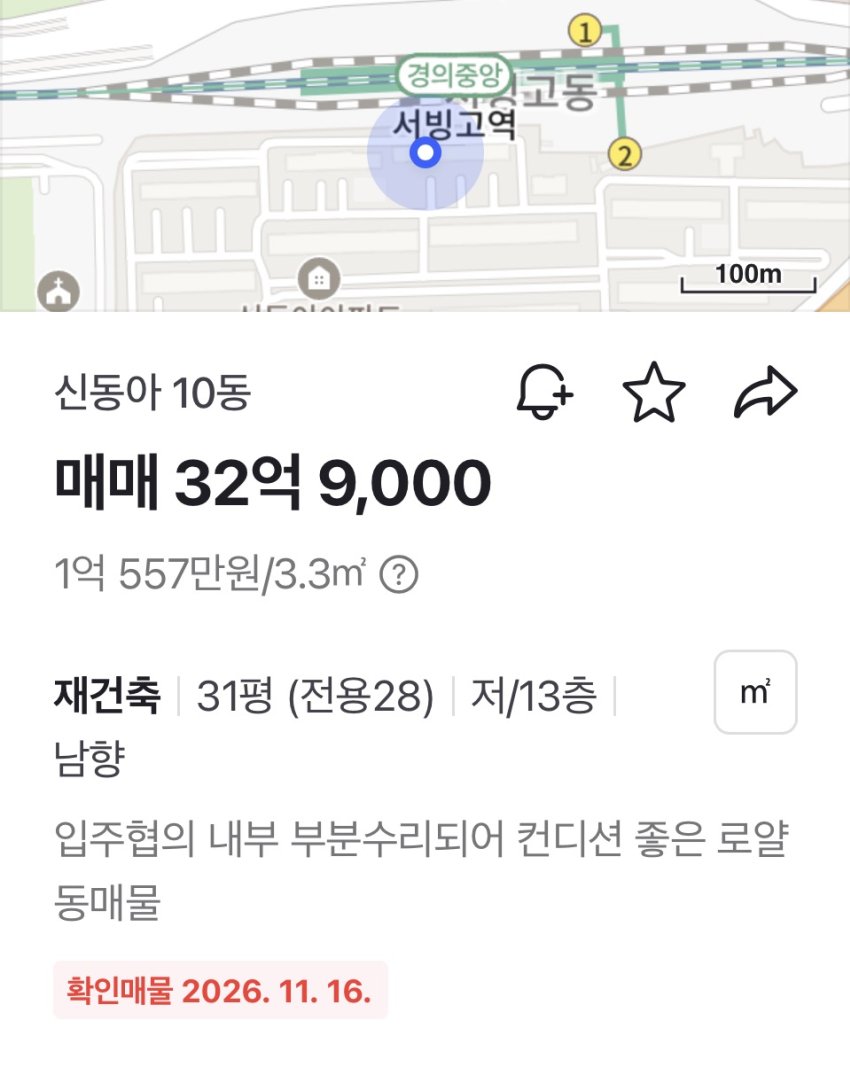 1
경의중앙
서빙고역
2
100m
신동아 10동
매매 32억 9,000
1억 557만원/3.3㎡ ?
재건축 | 31평 (전용28) | 저/13층 |
㎡
남향
입주협의 내부 부분수리되어 컨디션 좋은 로얄
동매물
확인매물 2026. 11. 16.